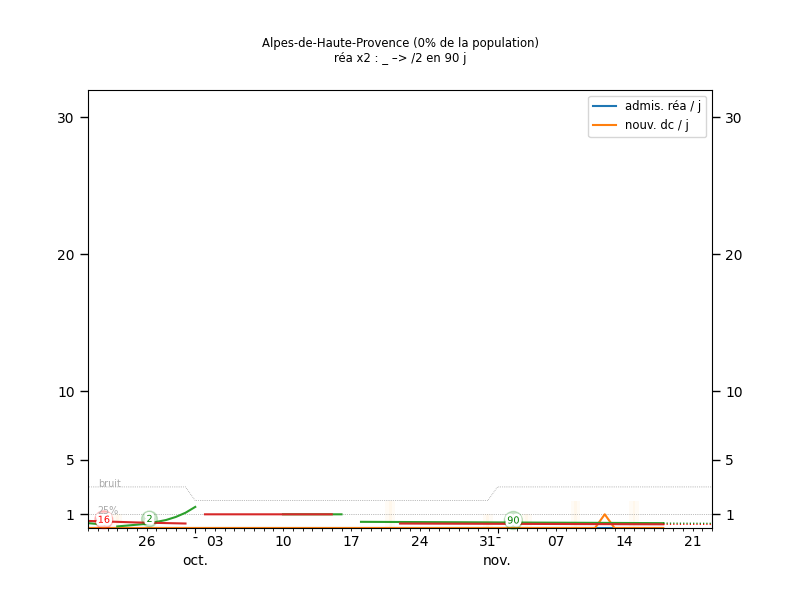 Alpes-de-Haute-Provence (0% de la population)
réa x2 : _ –> /2 en 90 j
admis. réa / j
nouv. dc / j
30 30
20 20
10 10
5 5
bruit
25%
1 16 2 90 1
26 - 03 10 17 24 31 - 07 14 21
oct. nov.